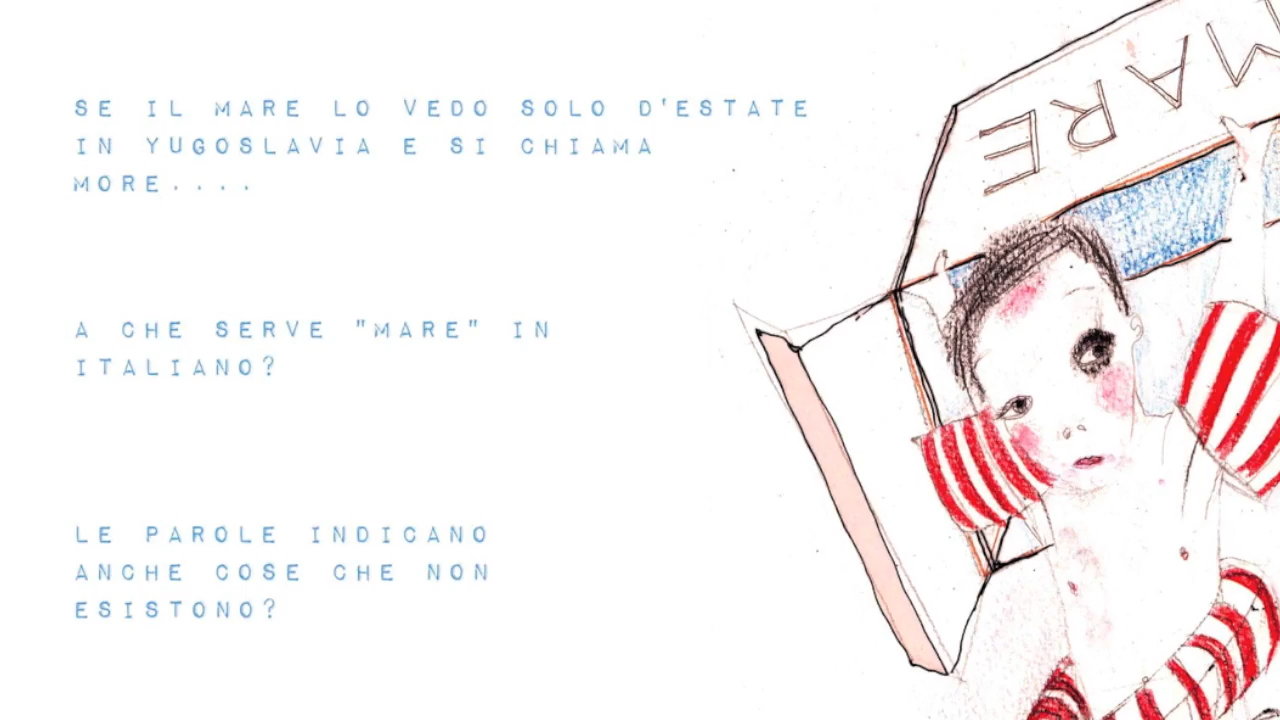 SE IL MARE LO VEDO SOLO D'ESTATE
IN YUGOSLAVIA E SI CHIAMA
MORE....
A CHE SERVE "MARE" IN
ITALIANO?
LE PAROLE INDICANO
ANCHE COSE CHE NON
ESISTONO?
MARE